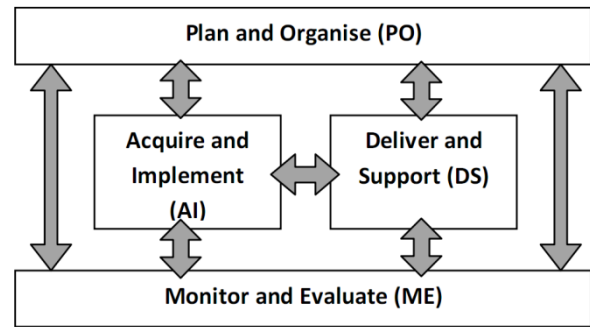 Plan and Organise (PO)
Acquire and
Implement
(AI)
Deliver and
Support (DS)
Monitor and Evaluate (ME)